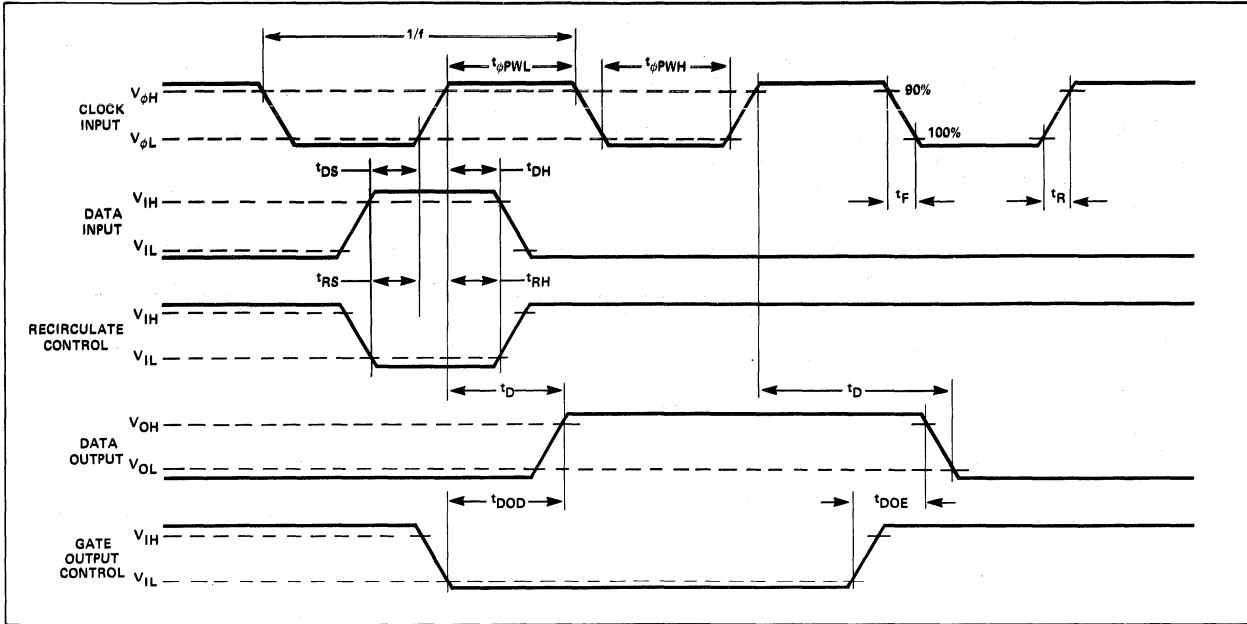 1/f
tφPWL
tφPWH
VφH
CLOCK
INPUT
VφL
90%
100%
tDS
tDH
tF
tR
VIH
DATA
INPUT
VIL
tRS
tRH
VIH
RECIRCULATE
CONTROL
VIL
tD
tD
VOH
DATA
OUTPUT
VOL
tDOD
tDOE
VIH
GATE
OUTPUT
CONTROL
VIL